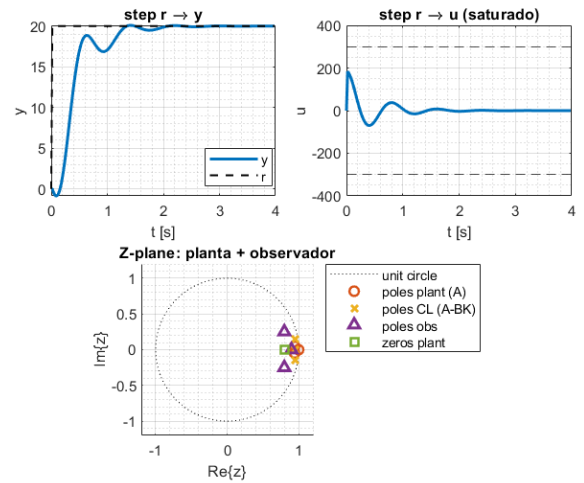 step r → y
20
15
10
5
0
y
0
1
2
3
4
t [s]
y
r
step r → u (saturado)
400
200
0
-200
-400
u
0
1
2
3
4
t [s]
Z-plane: planta + observador
1
0.5
0
-0.5
-1
Im{z}
-1
0
1
Re{z}
unit circle
poles plant (A)
poles CL (A-BK)
poles obs
zeros plant